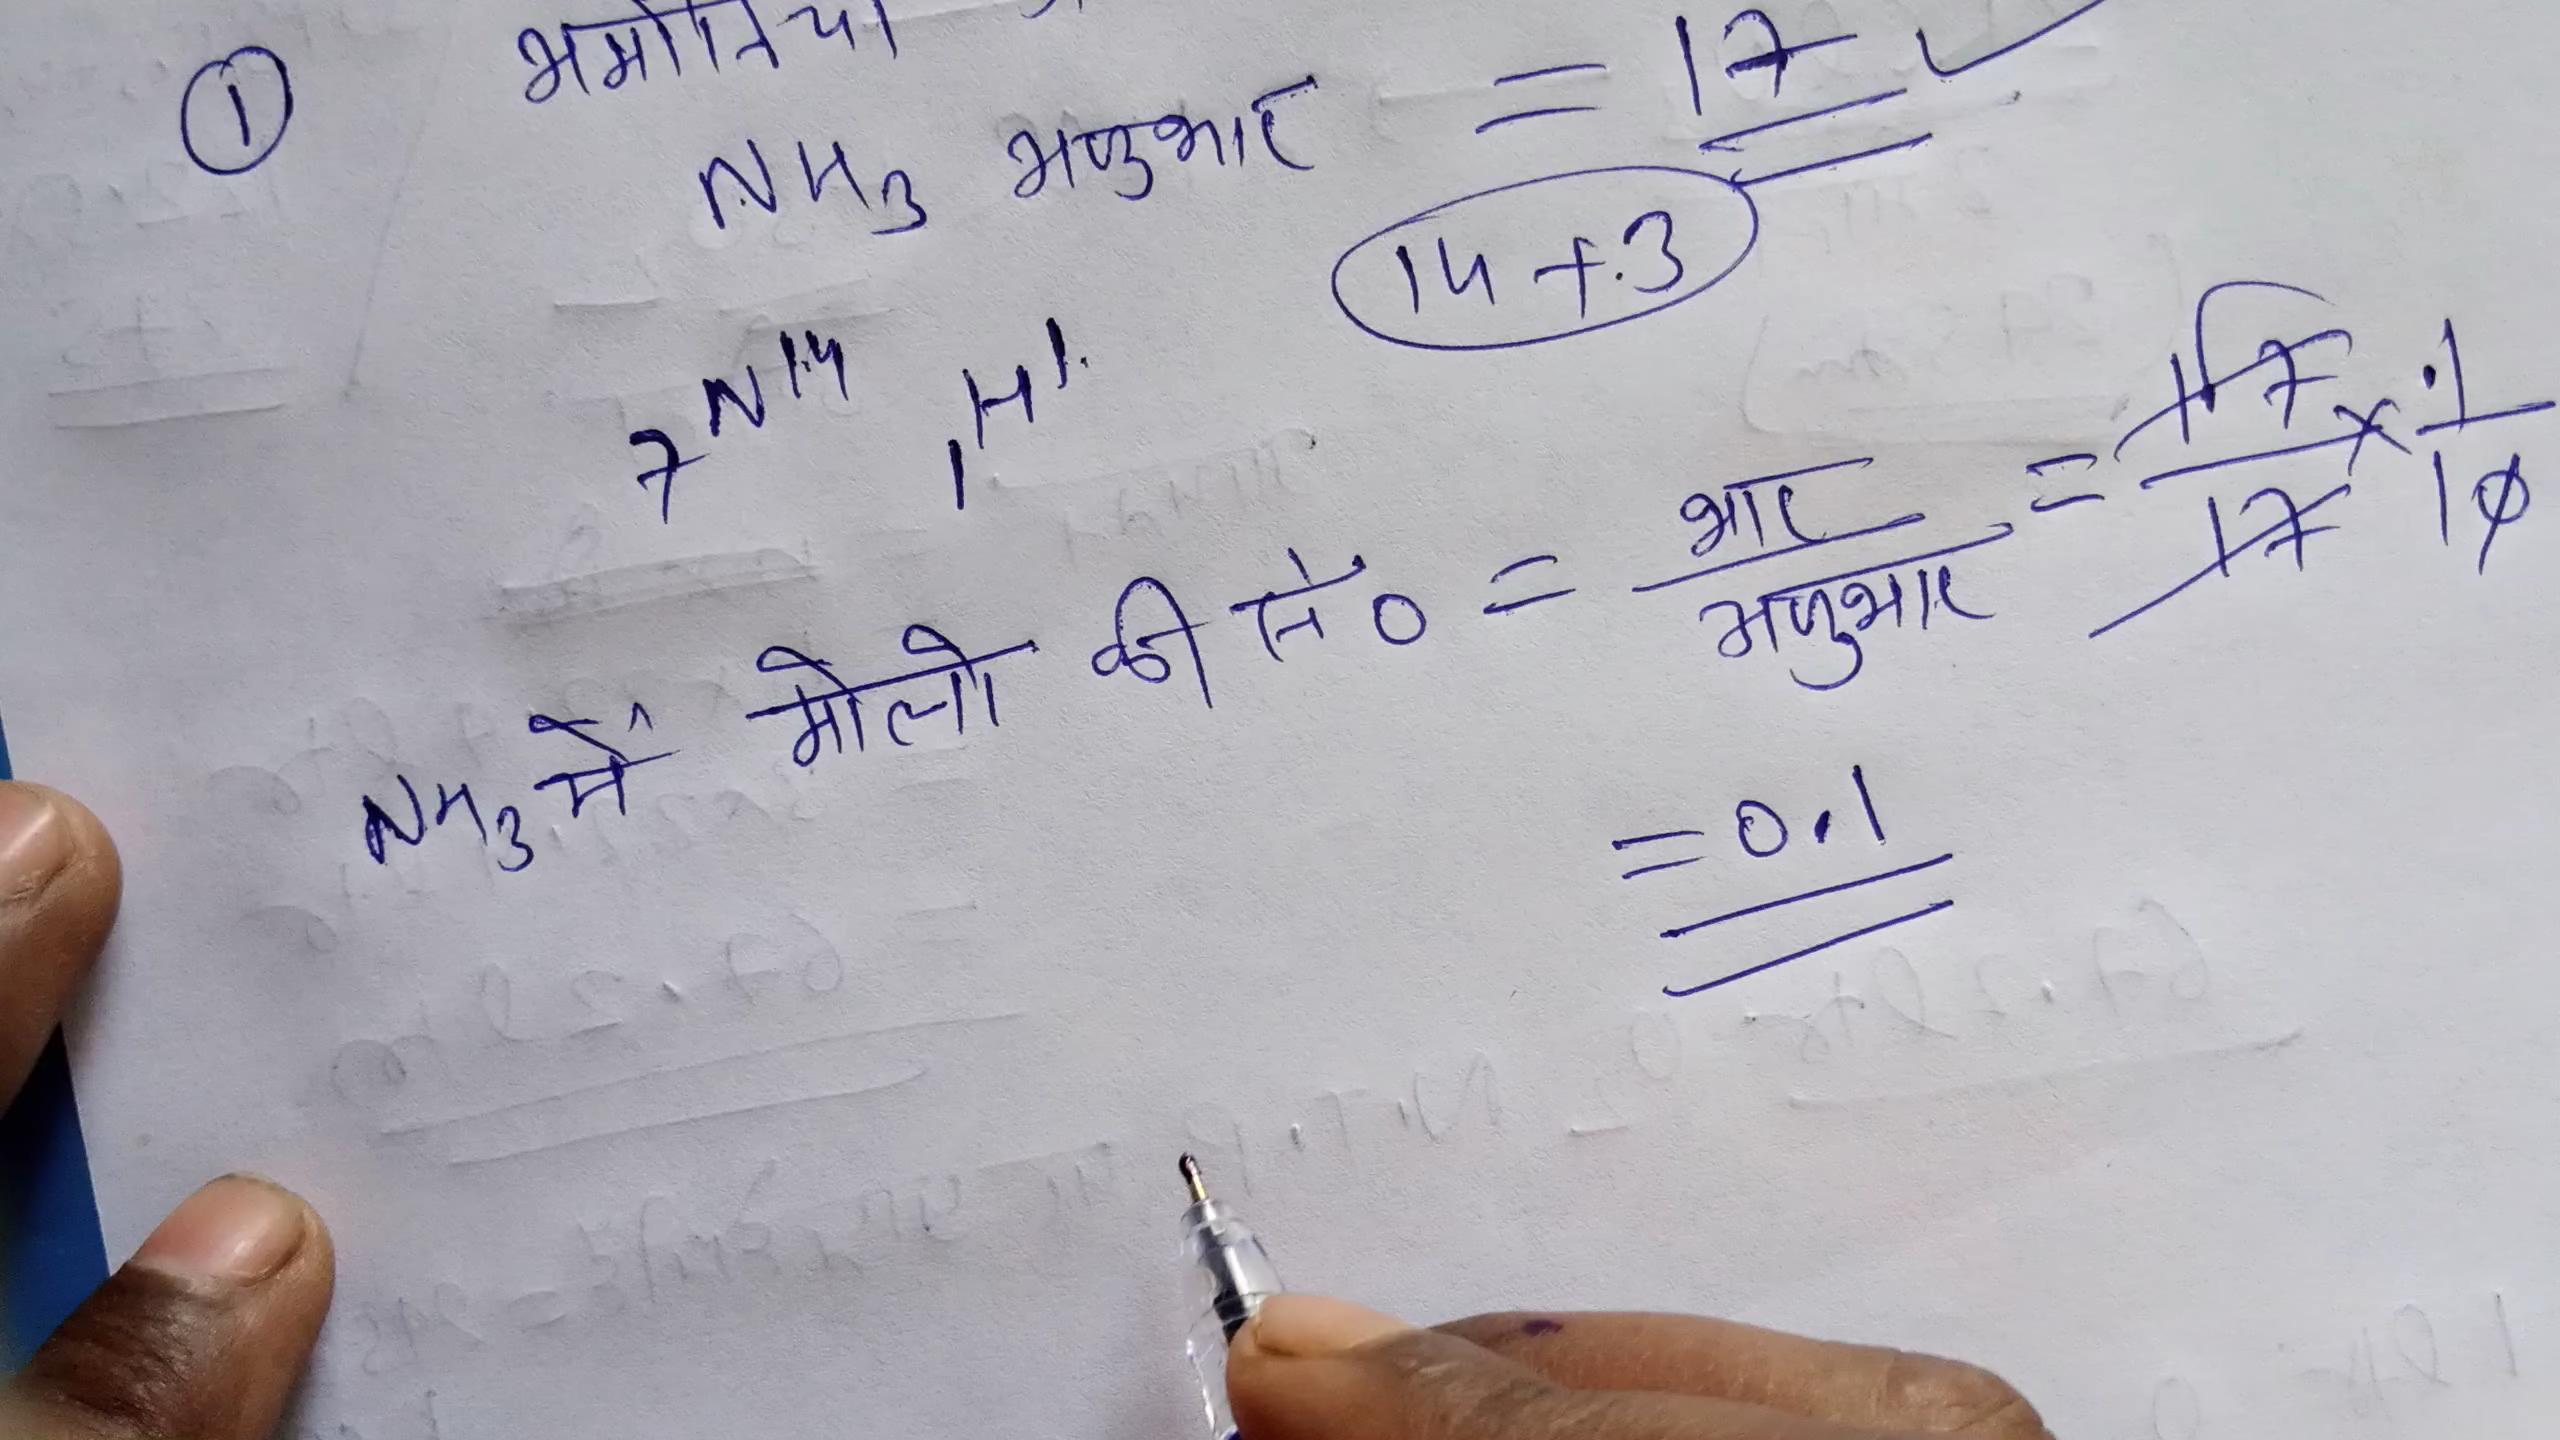 ① अमोनिया
NH₃ अणुभार = 17 ✓
14 + 3
₇N¹⁴ ₁H¹
NH₃ में मोलो की सं० = भार/अणुभार = 17/17 × 1/10
= 0.1